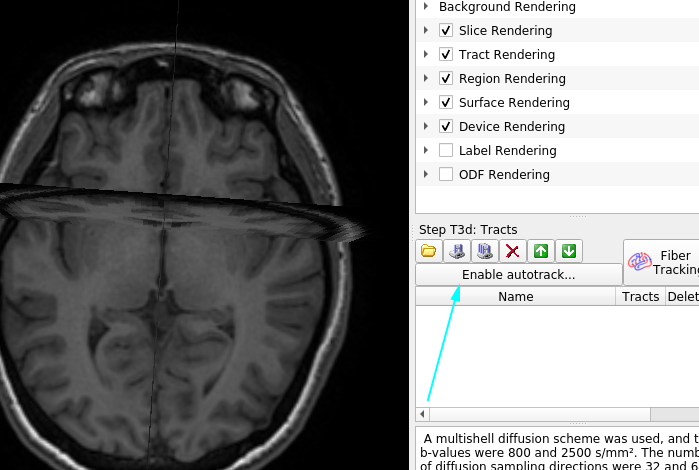 Background Rendering
Slice Rendering
Tract Rendering
Region Rendering
Surface Rendering
Device Rendering
Label Rendering
ODF Rendering
Step T3d: Tracts
Fiber
Tracking
Enable autotrack...
Name Tracts Delet
A multishell diffusion scheme was used, and t
b-values were 800 and 2500 s/mm². The numb
of diffusion sampling directions were 32 and 6